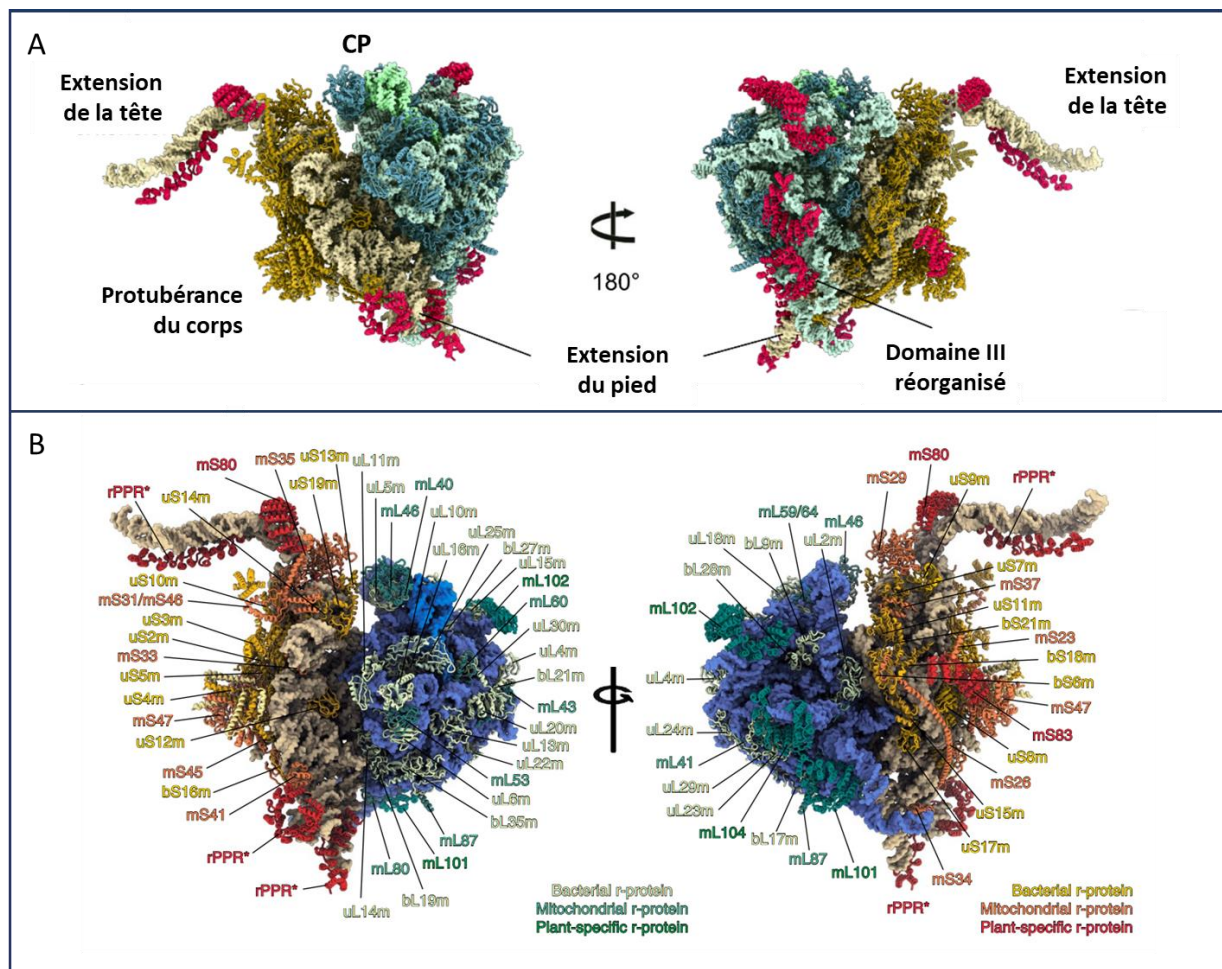 A
CP
Extension
de la tête
Extension
de la tête
180°
Protubérance
du corps
Extension
du pied
Domaine III
réorganisé
B
mS80
mS35
uS13m
uL11m
rPPR*
uS14m
uS19m
uL5m
mL40
mL46
uL10m
uL25m
uL16m
bL27m
uL15m
mL102
mL60
uS10m
mS31/mS46
uS3m
uS2m
mS33
uS5m
uS4m
mS47
uS12m
mS45
bS16m
mS41
rPPR*
rPPR*
uL30m
uL4m
bL21m
mL43
uL20m
uL13m
uL22m
mL53
uL6m
bL35m
mL87
mL101
mL80
bL19m
uL14m
Bacterial r-protein
Mitochondrial r-protein
Plant-specific r-protein
mS80
mS29
uS9m
rPPR*
mL59/64
mL46
uL18m
bL9m
uL2m
bL28m
mL102
uL4m
uL24m
mL41
uL29m
uL23m
mL104
bL17m
mL87
mL101
uS7m
mS37
uS11m
bS21m
mS23
bS18m
bS6m
mS47
mS83
uS8m
mS26
uS15m
uS17m
mS34
rPPR*
Bacterial r-protein
Mitochondrial r-protein
Plant-specific r-protein